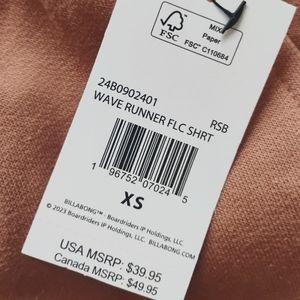 MIX
Paper
FSC
FSC® C110684
24B0902401 RSB
WAVE RUNNER FLC SHRT
1 96752 07024 5
XS
BILLABONG™ - Boardriders IP Holdings, LLC.
© 2023 Boardriders IP Holdings, LLC. BILLABONG.COM
USA MSRP: $39.95
Canada MSRP: $49.95